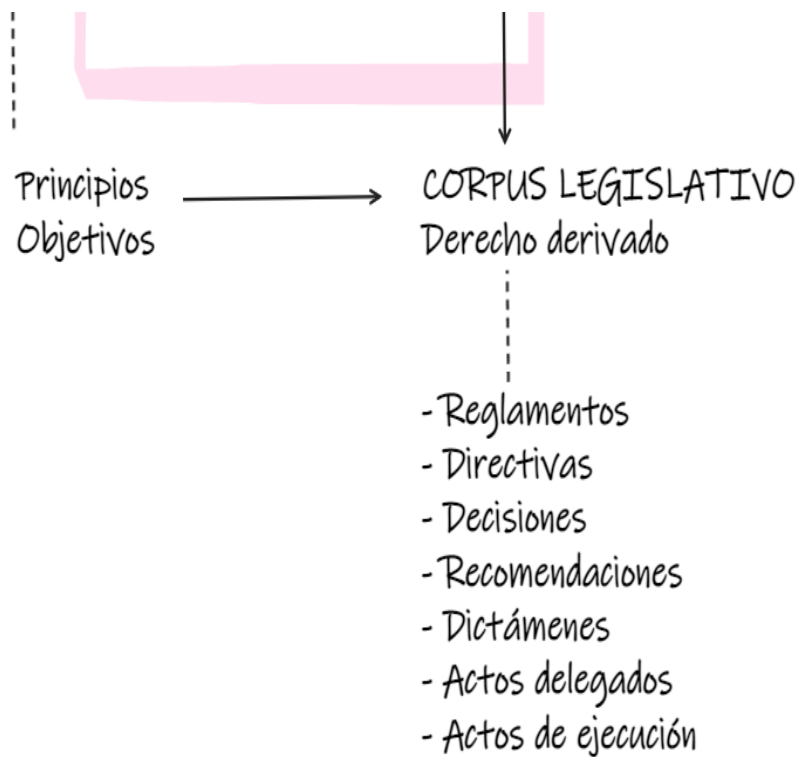 Principios
Objetivos
CORPUS LEGISLATIVO
Derecho derivado
- Reglamentos
- Directivas
- Decisiones
- Recomendaciones
- Dictámenes
- Actos delegados
- Actos de ejecución